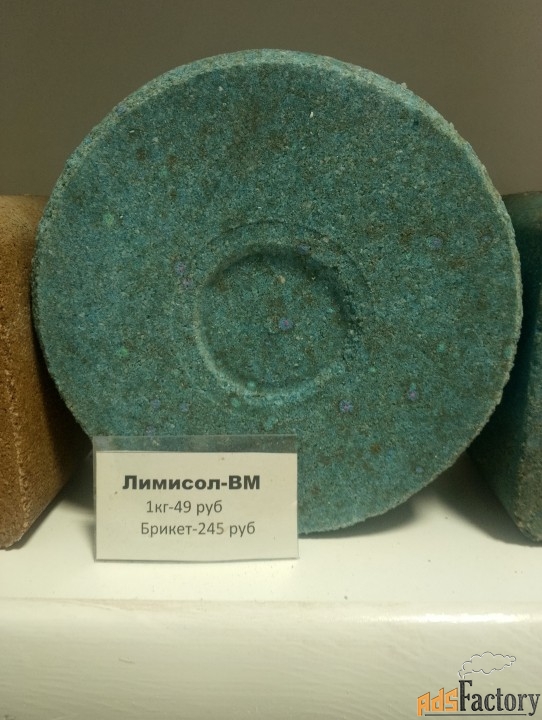 Лимисол-ВМ
1кг-49 руб
Брикет-245 руб
AdsFactory